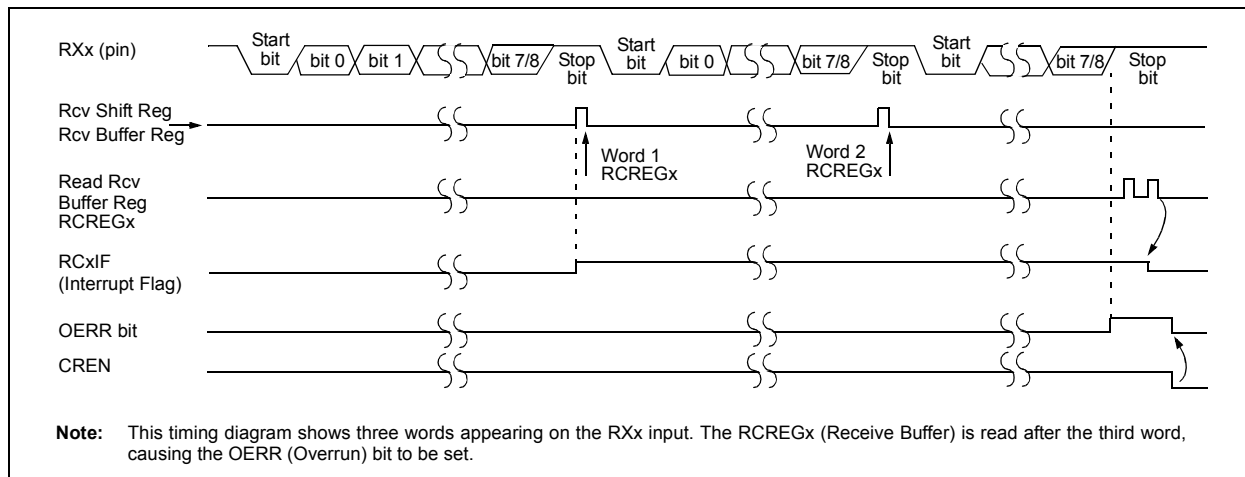 RXx (pin)
Start bit
bit 0
bit 1
bit 7/8
Stop bit
Start bit
bit 0
bit 7/8
Stop bit
Start bit
bit 7/8
Stop bit
Rcv Shift Reg
Rcv Buffer Reg
Word 1
RCREGx
Word 2
RCREGx
Read Rcv
Buffer Reg
RCREGx
RCxIF
(Interrupt Flag)
OERR bit
CREN
Note: This timing diagram shows three words appearing on the RXx input. The RCREGx (Receive Buffer) is read after the third word,
causing the OERR (Overrun) bit to be set.